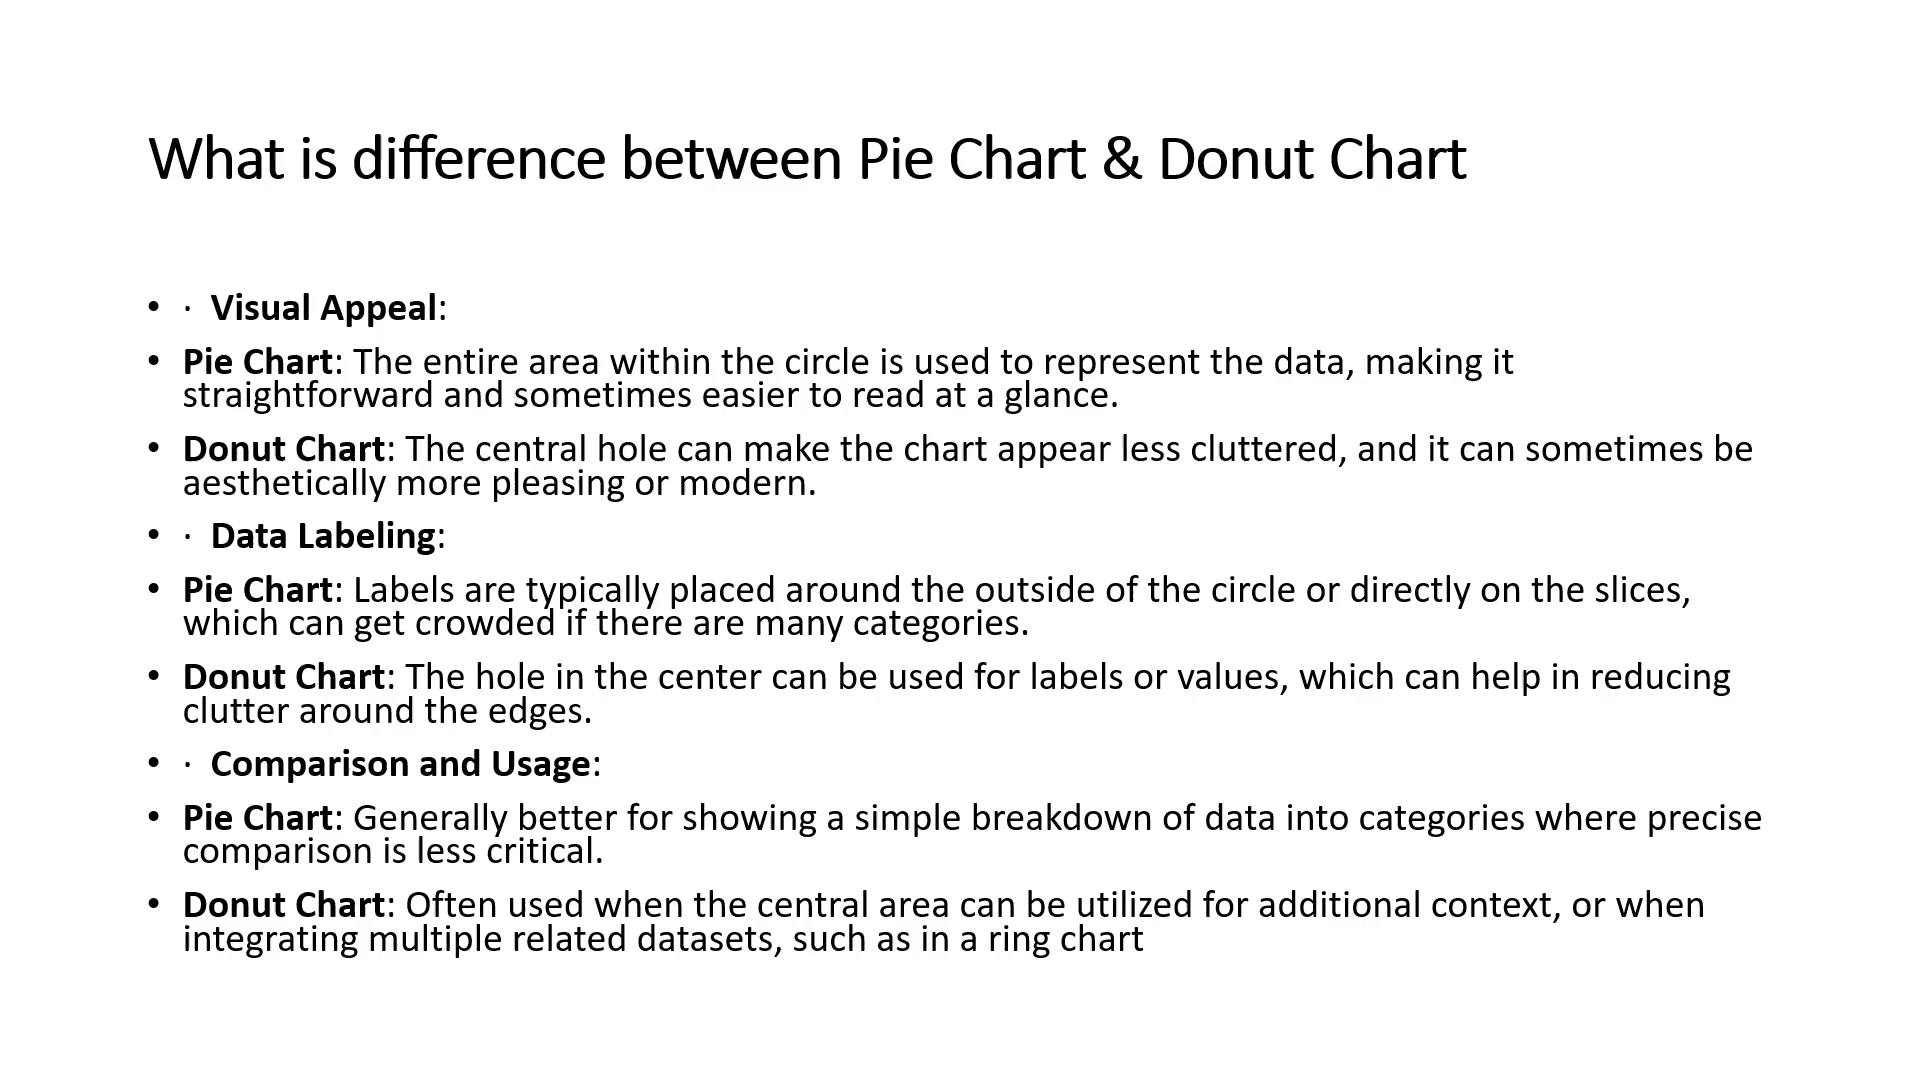 What is difference between Pie Chart & Donut Chart
• · Visual Appeal:
• Pie Chart: The entire area within the circle is used to represent the data, making it
straightforward and sometimes easier to read at a glance.
• Donut Chart: The central hole can make the chart appear less cluttered, and it can sometimes be
aesthetically more pleasing or modern.
• · Data Labeling:
• Pie Chart: Labels are typically placed around the outside of the circle or directly on the slices,
which can get crowded if there are many categories.
• Donut Chart: The hole in the center can be used for labels or values, which can help in reducing
clutter around the edges.
• · Comparison and Usage:
• Pie Chart: Generally better for showing a simple breakdown of data into categories where precise
comparison is less critical.
• Donut Chart: Often used when the central area can be utilized for additional context, or when
integrating multiple related datasets, such as in a ring chart